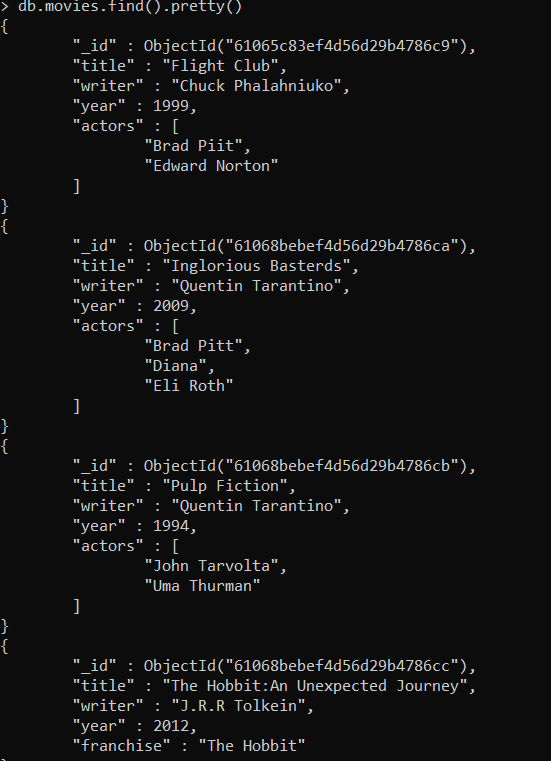 > db.movies.find().pretty()
{
"_id" : ObjectId("61065c83ef4d56d29b4786c9"),
"title" : "Flight Club",
"writer" : "Chuck Phalahniuko",
"year" : 1999,
"actors" : [
"Brad Piit",
"Edward Norton"
]
}
{
"_id" : ObjectId("61068bebef4d56d29b4786ca"),
"title" : "Inglorious Basterds",
"writer" : "Quentin Tarantino",
"year" : 2009,
"actors" : [
"Brad Pitt",
"Diana",
"Eli Roth"
]
}
{
"_id" : ObjectId("61068bebef4d56d29b4786cb"),
"title" : "Pulp Fiction",
"writer" : "Quentin Tarantino",
"year" : 1994,
"actors" : [
"John Tarvolta",
"Uma Thurman"
]
}
{
"_id" : ObjectId("61068bebef4d56d29b4786cc"),
"title" : "The Hobbit:An Unexpected Journey",
"writer" : "J.R.R Tolkein",
"year" : 2012,
"franchise" : "The Hobbit"